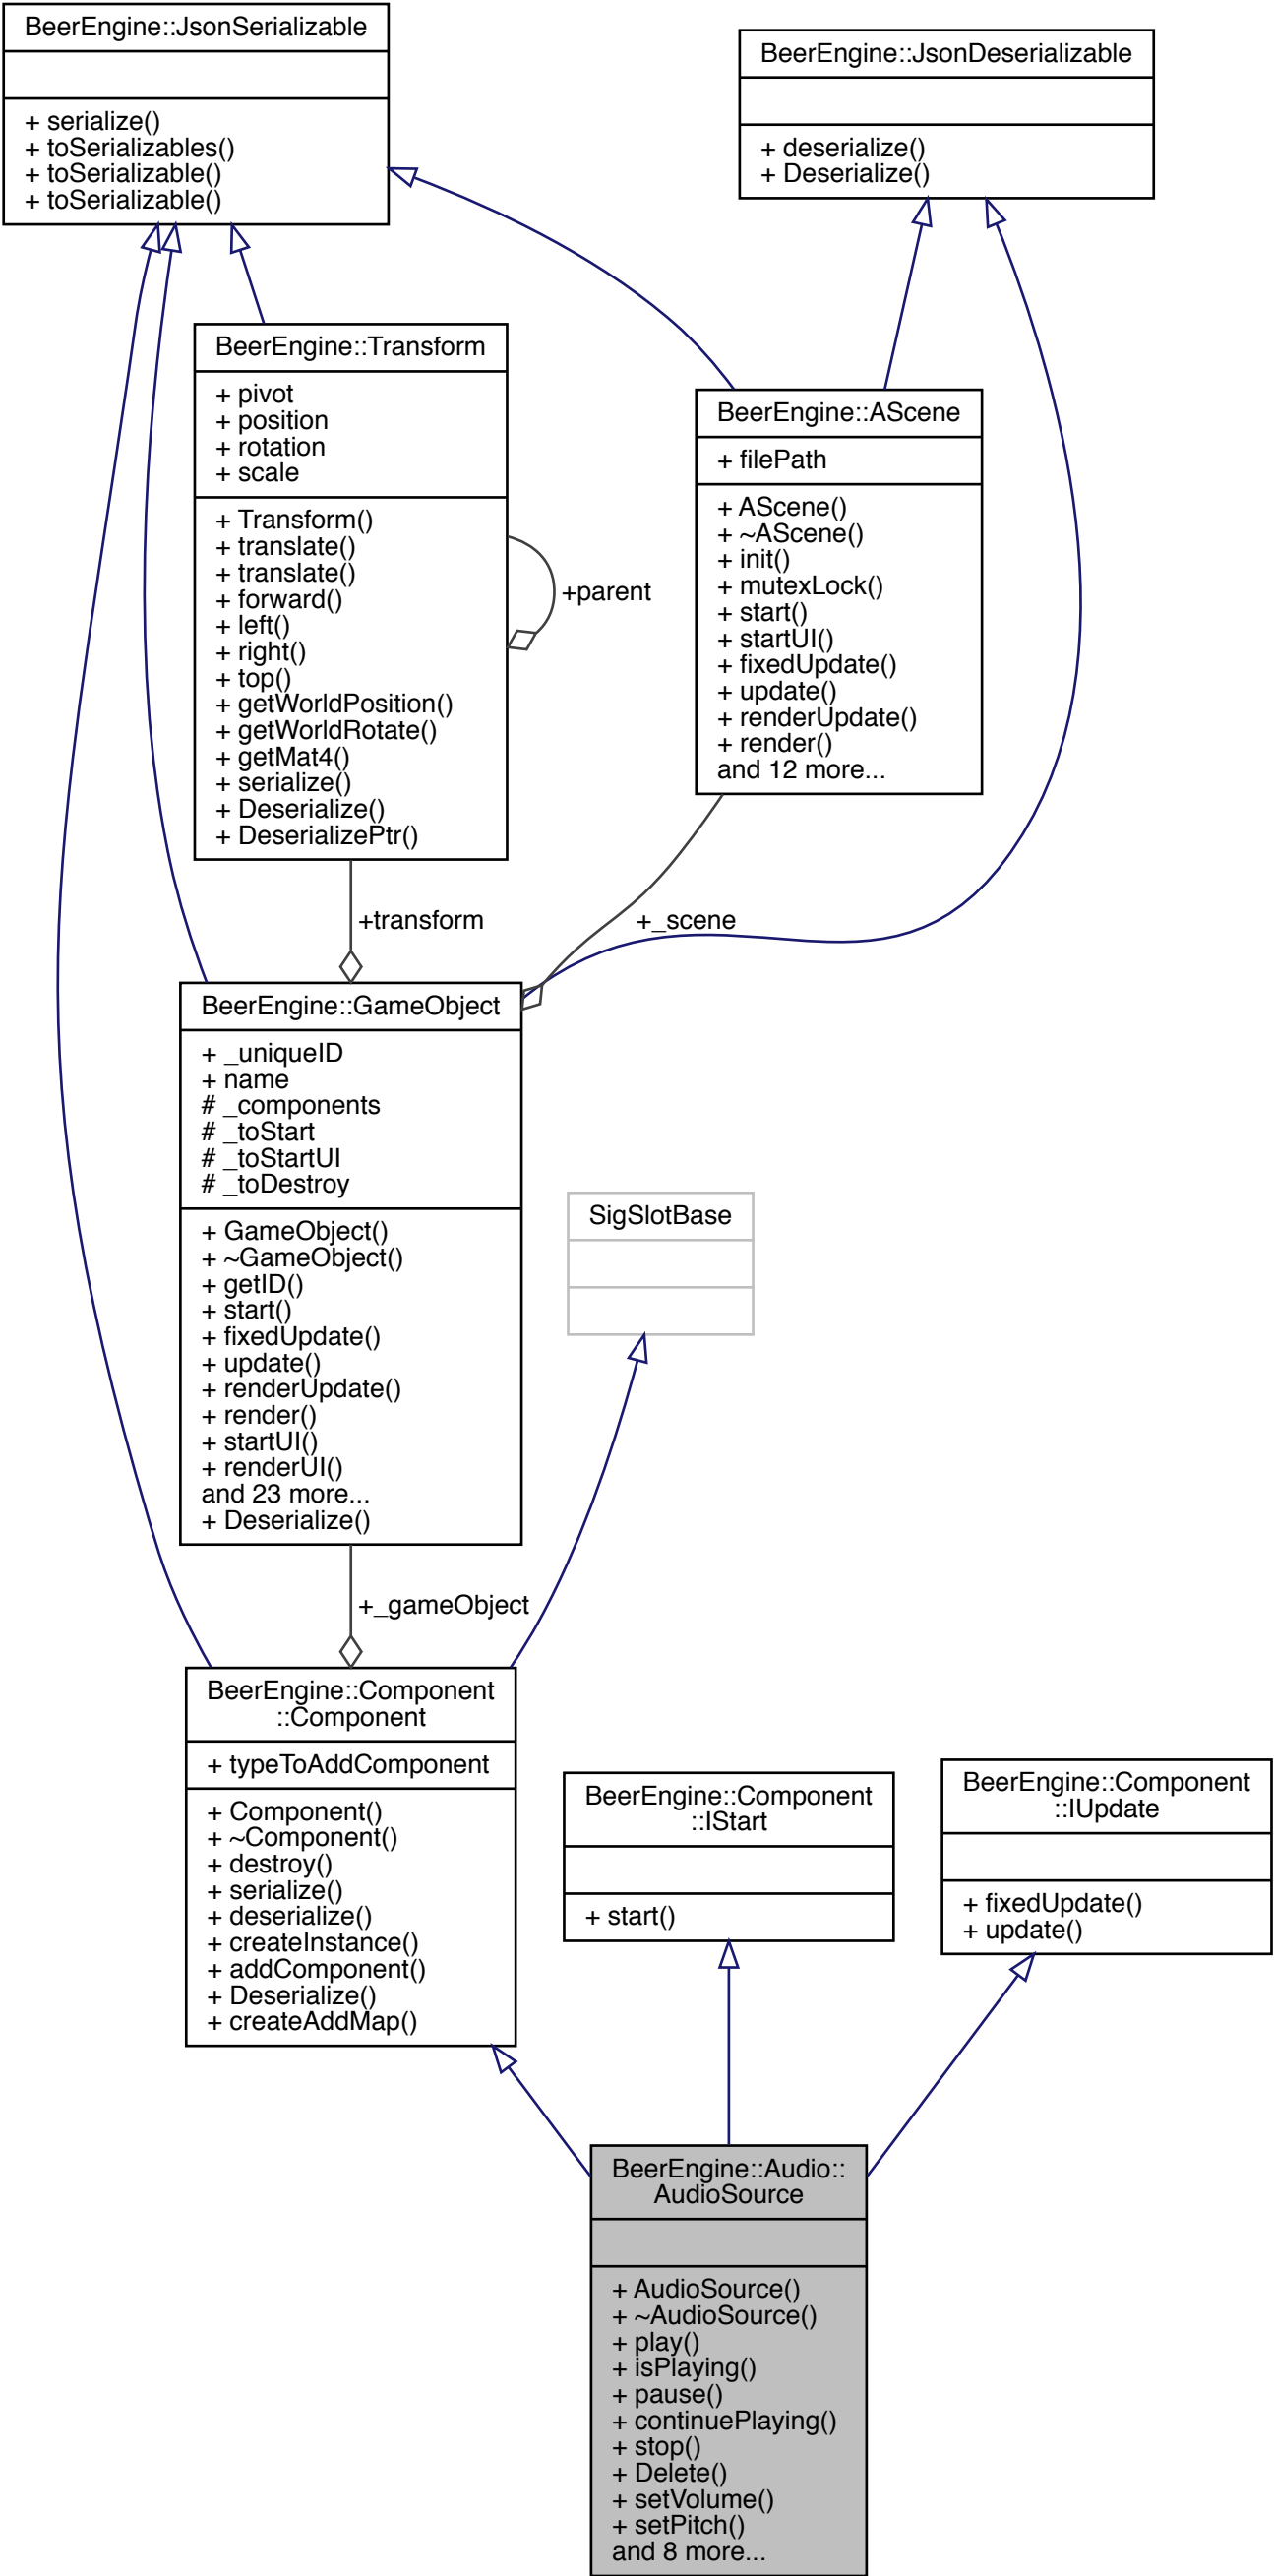 BeerEngine::JsonSerializable
+ serialize()
+ toSerializables()
+ toSerializable()
+ toSerializable()
BeerEngine::JsonDeserializable
+ deserialize()
+ Deserialize()
BeerEngine::Transform
+ pivot
+ position
+ rotation
+ scale
+ Transform()
+ translate()
+ translate()
+ forward()
+ left()
+ right()
+ top()
+ getWorldPosition()
+ getWorldRotate()
+ getMat4()
+ serialize()
+ Deserialize()
+ DeserializePtr()
+parent
BeerEngine::AScene
+ filePath
+ AScene()
+ ~AScene()
+ init()
+ mutexLock()
+ start()
+ startUI()
+ fixedUpdate()
+ update()
+ renderUpdate()
+ render()
and 12 more...
+transform
+_scene
BeerEngine::GameObject
+ _uniqueID
+ name
# _components
# _toStart
# _toStartUI
# _toDestroy
+ GameObject()
+ ~GameObject()
+ getID()
+ start()
+ fixedUpdate()
+ update()
+ renderUpdate()
+ render()
+ startUI()
+ renderUI()
and 23 more...
+ Deserialize()
SigSlotBase
+_gameObject
BeerEngine::Component
::Component
+ typeToAddComponent
+ Component()
+ ~Component()
+ destroy()
+ serialize()
+ deserialize()
+ createInstance()
+ addComponent()
+ Deserialize()
+ createAddMap()
BeerEngine::Component
::IStart
+ start()
BeerEngine::Component
::IUpdate
+ fixedUpdate()
+ update()
BeerEngine::Audio::
AudioSource
+ AudioSource()
+ ~AudioSource()
+ play()
+ isPlaying()
+ pause()
+ continuePlaying()
+ stop()
+ Delete()
+ setVolume()
+ setPitch()
and 8 more...